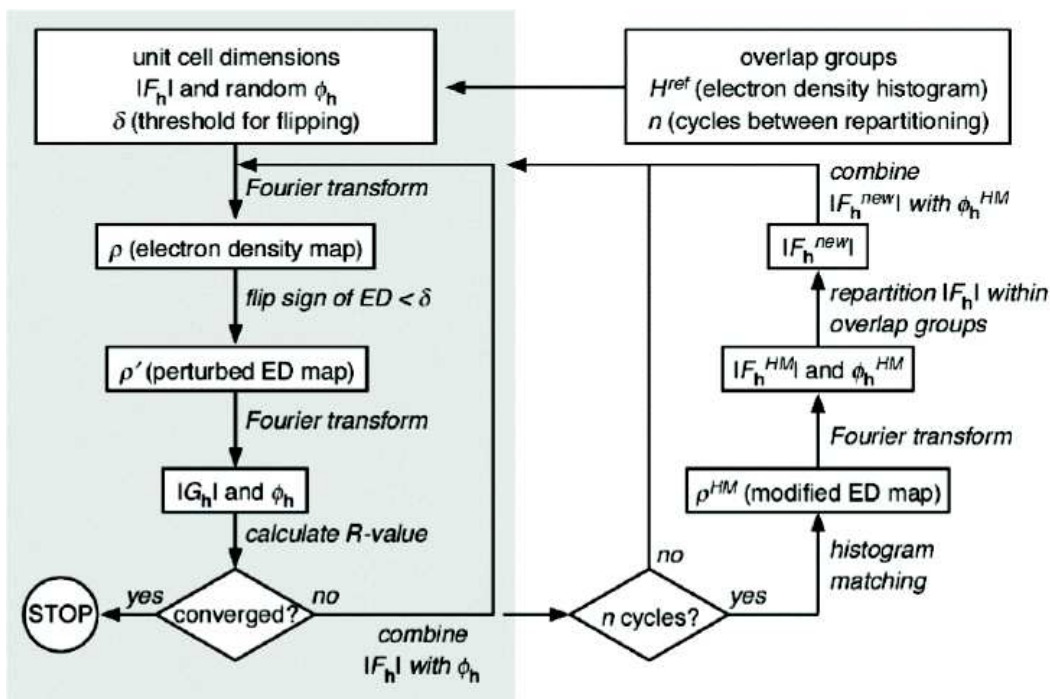 unit cell dimensions
|F_h| and random ϕ_h
δ (threshold for flipping)
overlap groups
H^ref (electron density histogram)
n (cycles between repartitioning)
Fourier transform
ρ (electron density map)
flip sign of ED < δ
ρ′ (perturbed ED map)
Fourier transform
|G_h| and ϕ_h
calculate R-value
converged?
yes
STOP
no
combine
|F_h| with ϕ_h
n cycles?
no
yes
histogram
matching
ρ^HM (modified ED map)
Fourier transform
|F_h^HM| and ϕ_h^HM
repartition |F_h| within
overlap groups
|F_h^new|
combine
|F_h^new| with ϕ_h^HM